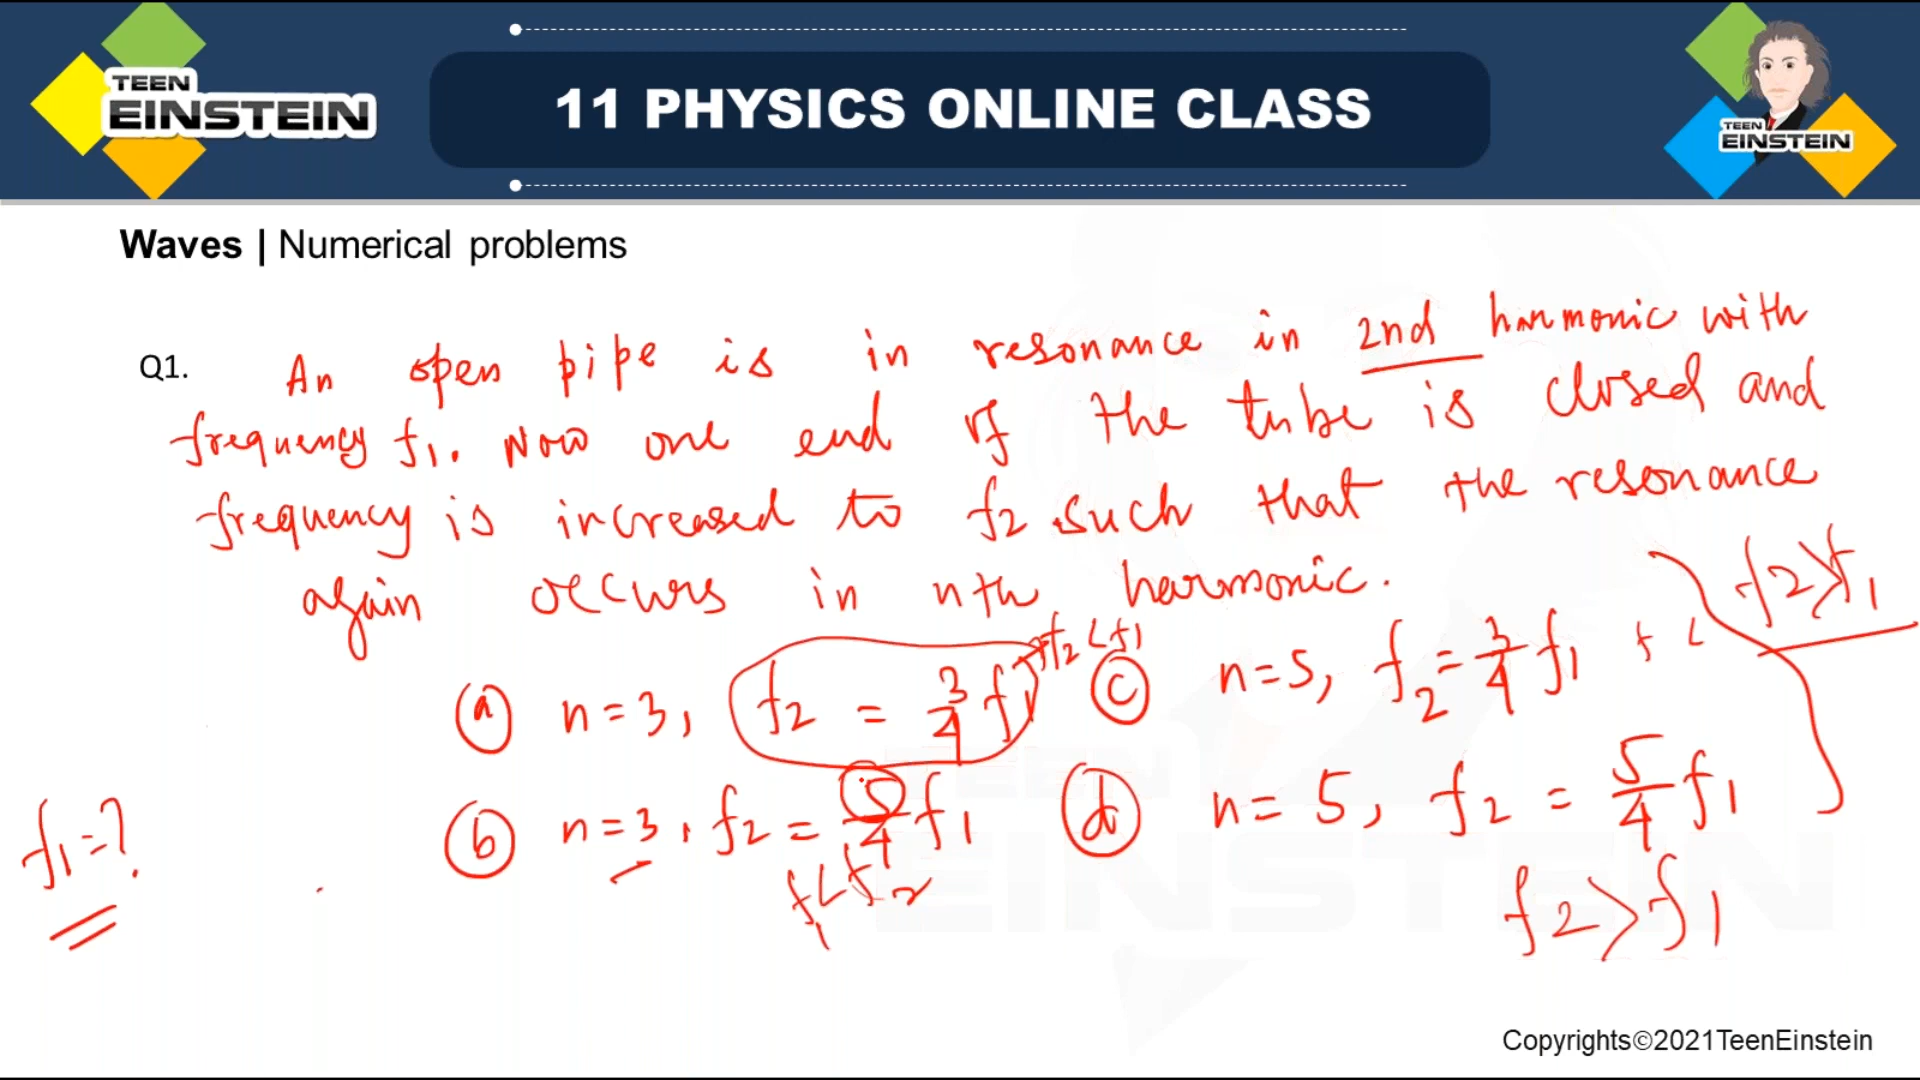 TEEN
EINSTEIN
11 PHYSICS ONLINE CLASS
TEEN
EINSTEIN
Waves | Numerical problems
Q1. An open pipe is in resonance in 2nd harmonic with
frequency f1. Now one end of the tube is closed and
frequency is increased to f2 such that the resonance
again occurs in nth harmonic.
f2>f1
f2<f1
(a) n=3, f2 = 3/4 f1
(c) n=5, f2 = 3/4 f1
(b) n=3, f2 = 5/4 f1
(d) n=5, f2 = 5/4 f1
f1=?
f1<f2
f2>f1
TEEN
EINSTEIN
Copyrights©2021TeenEinstein